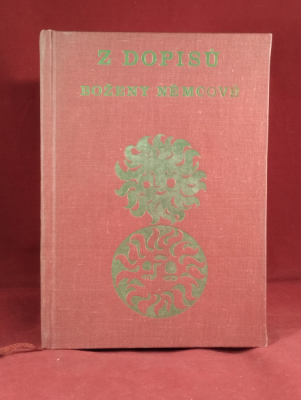 Z DOPISŮ
BOŽENY NĚMCOVÉ